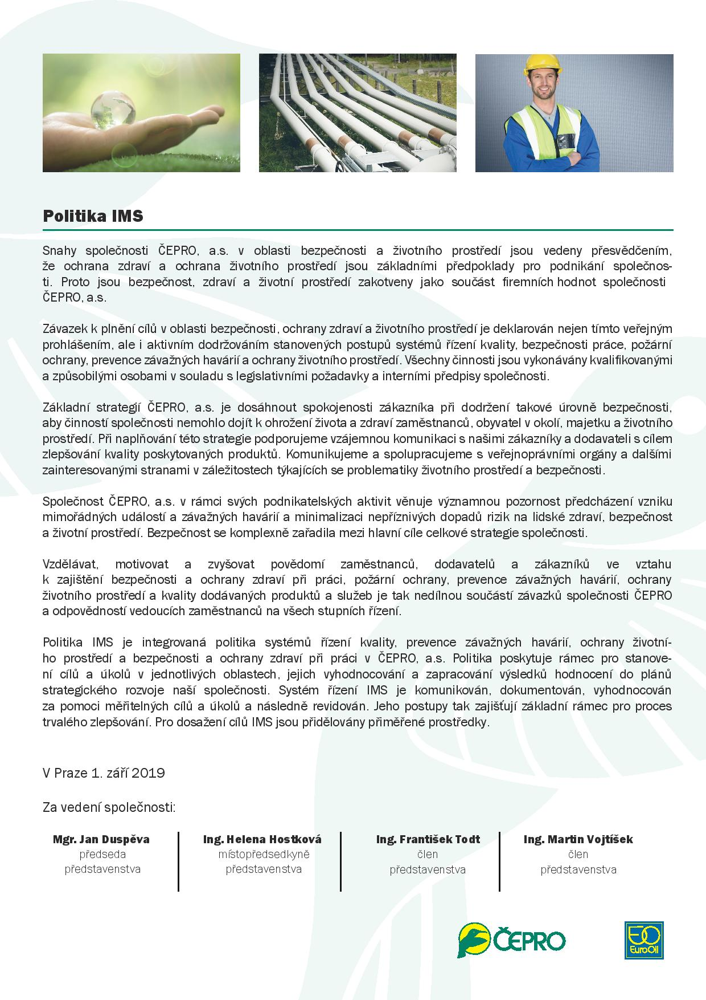 Politika IMS
Snahy společnosti ČEPRO, a.s. v oblasti bezpečnosti a životního prostředí jsou vedeny přesvědčením,
že ochrana zdraví a ochrana životního prostředí jsou základními předpoklady pro podnikání společnos-
ti. Proto jsou bezpečnost, zdraví a životní prostředí zakotveny jako součást firemních hodnot společnosti
ČEPRO, a.s.
Závazek k plnění cílů v oblasti bezpečnosti, ochrany zdraví a životního prostředí je deklarován nejen tímto veřejným
prohlášením, ale i aktivním dodržováním stanovených postupů systémů řízení kvality, bezpečnosti práce, požární
ochrany, prevence závažných havárií a ochrany životního prostředí. Všechny činnosti jsou vykonávány kvalifikovanými
a způsobilými osobami v souladu s legislativními požadavky a interními předpisy společnosti.
Základní strategií ČEPRO, a.s. je dosáhnout spokojenosti zákazníka při dodržení takové úrovně bezpečnosti,
aby činností společnosti nemohlo dojít k ohrožení života a zdraví zaměstnanců, obyvatel v okolí, majetku a životního
prostředí. Při naplňování této strategie podporujeme vzájemnou komunikaci s našimi zákazníky a dodavateli s cílem
zlepšování kvality poskytovaných produktů. Komunikujeme a spolupracujeme s veřejnoprávními orgány a dalšími
zainteresovanými stranami v záležitostech týkajících se problematiky životního prostředí a bezpečnosti.
Společnost ČEPRO, a.s. v rámci svých podnikatelských aktivit věnuje významnou pozornost předcházení vzniku
mimořádných událostí a závažných havárií a minimalizaci nepříznivých dopadů rizik na lidské zdraví, bezpečnost
a životní prostředí. Bezpečnost se komplexně zařadila mezi hlavní cíle celkové strategie společnosti.
Vzdělávat, motivovat a zvyšovat povědomí zaměstnanců, dodavatelů a zákazníků ve vztahu
k zajištění bezpečnosti a ochrany zdraví při práci, požární ochrany, prevence závažných havárií, ochrany
životního prostředí a kvality dodávaných produktů a služeb je tak nedílnou součástí závazků společnosti ČEPRO
a odpovědností vedoucích zaměstnanců na všech stupních řízení.
Politika IMS je integrovaná politika systémů řízení kvality, prevence závažných havárií, ochrany životní-
ho prostředí a bezpečnosti a ochrany zdraví při práci v ČEPRO, a.s. Politika poskytuje rámec pro stanove-
ní cílů a úkolů v jednotlivých oblastech, jejich vyhodnocování a zapracování výsledků hodnocení do plánů
strategického rozvoje naší společnosti. Systém řízení IMS je komunikován, dokumentován, vyhodnocován
za pomoci měřitelných cílů a úkolů a následně revidován. Jeho postupy tak zajišťují základní rámec pro proces
trvalého zlepšování. Pro dosažení cílů IMS jsou přidělovány přiměřené prostředky.
V Praze 1. září 2019
Za vedení společnosti:
Mgr. Jan Duspěva
předseda
představenstva
Ing. Helena Hostková
místopředsedkyně
představenstva
Ing. František Todt
člen
představenstva
Ing. Martin Vojtíšek
člen
představenstva
ČEPRO
EO
EuroOil